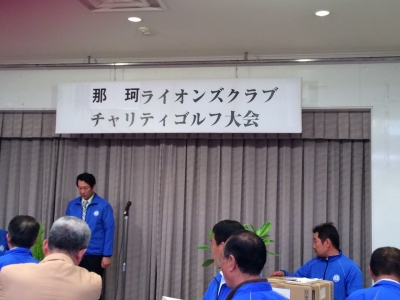 那 珂ライオンズクラブ
チャリティゴルフ大会